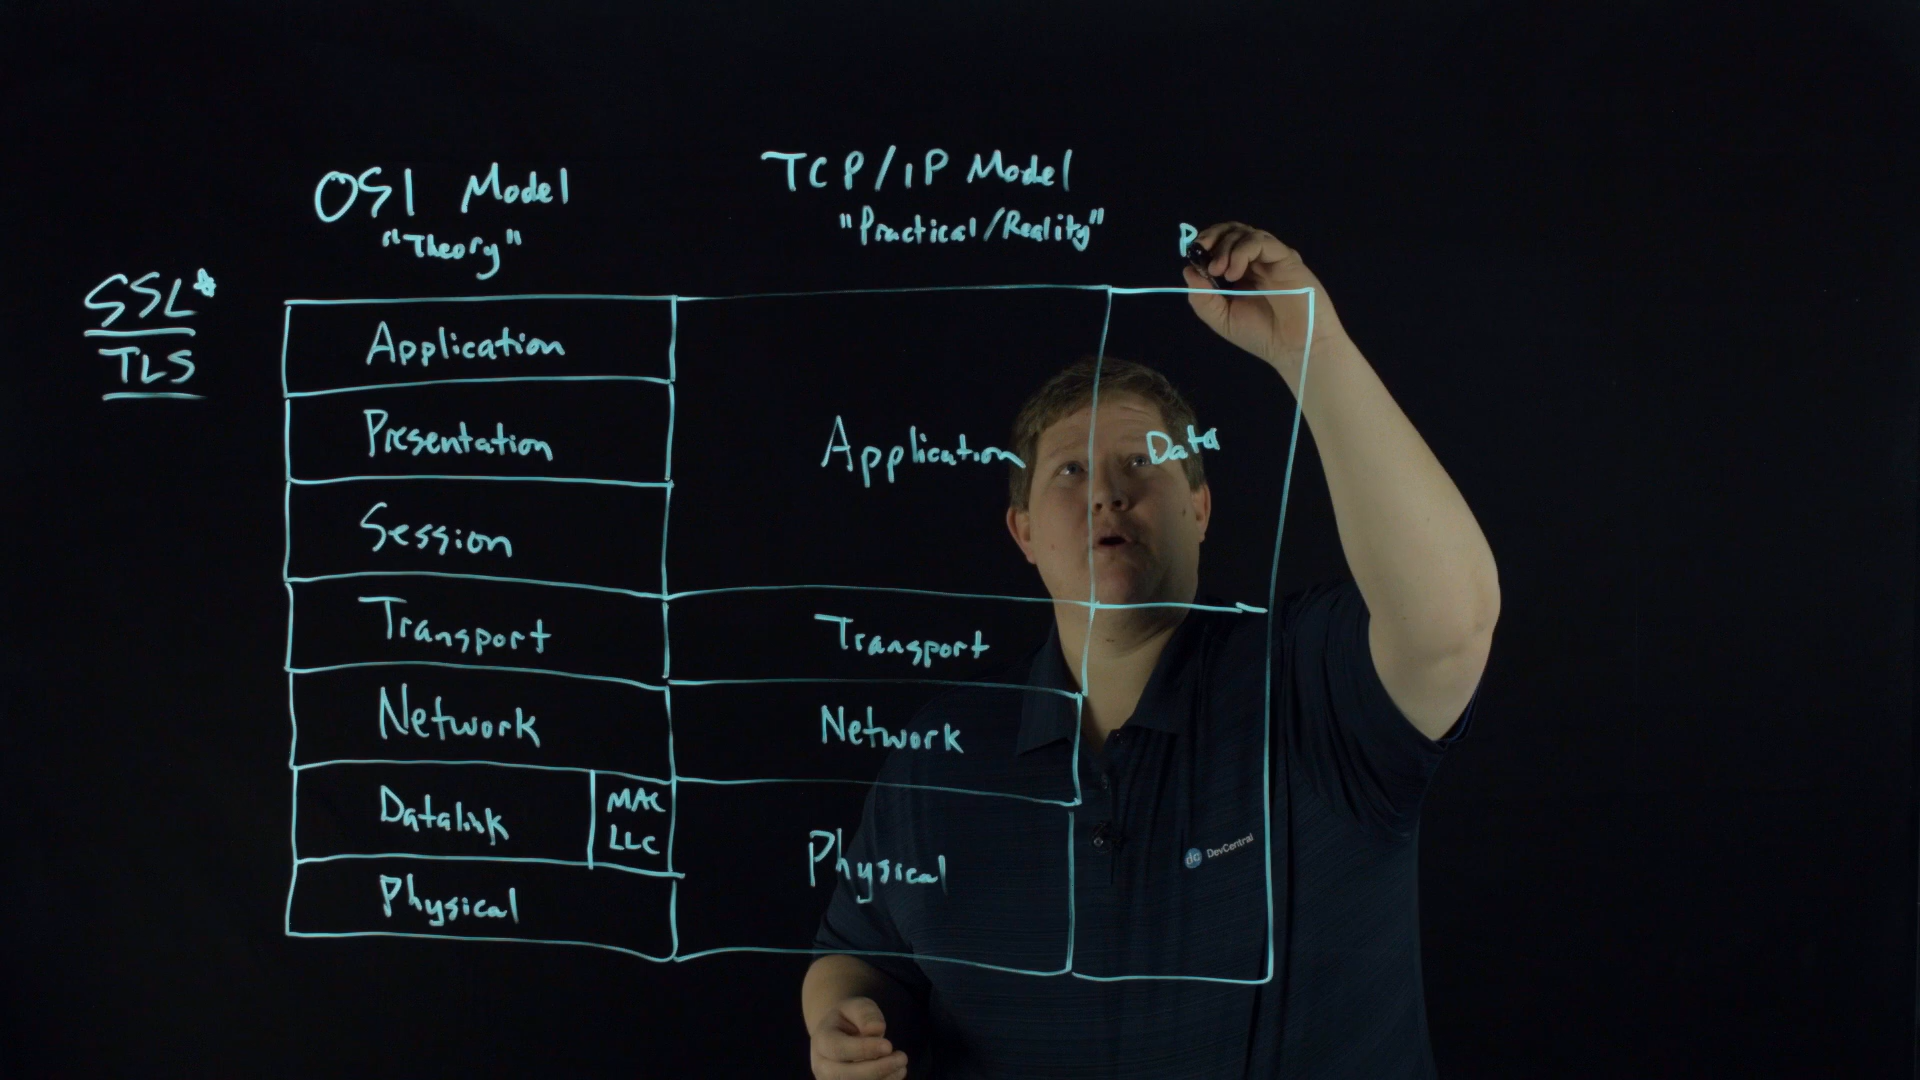 OSI Model
"Theory"
TCP/IP Model
"Practical/Reality"
P
SSL*
TLS
Application
Presentation
Session
Transport
Network
Datalink
MAC
LLC
Physical
Application
Transport
Network
Physical
Data
dc DevCentral